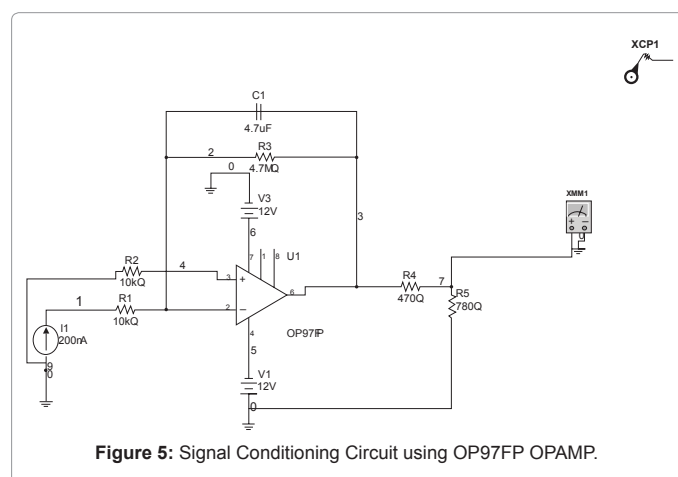 XCP1
C1
4.7uF
2
R3
4.7MΩ
0
V3
12V
3
XMM1
6
U1
7
1
8
R2
10kΩ
4
3
+
6
R4
470Ω
7
R5
780Ω
1
R1
10kΩ
2
−
OP97FP
I1
200nA
4
5
9
0
V1
12V
0
Figure 5: Signal Conditioning Circuit using OP97FP OPAMP.